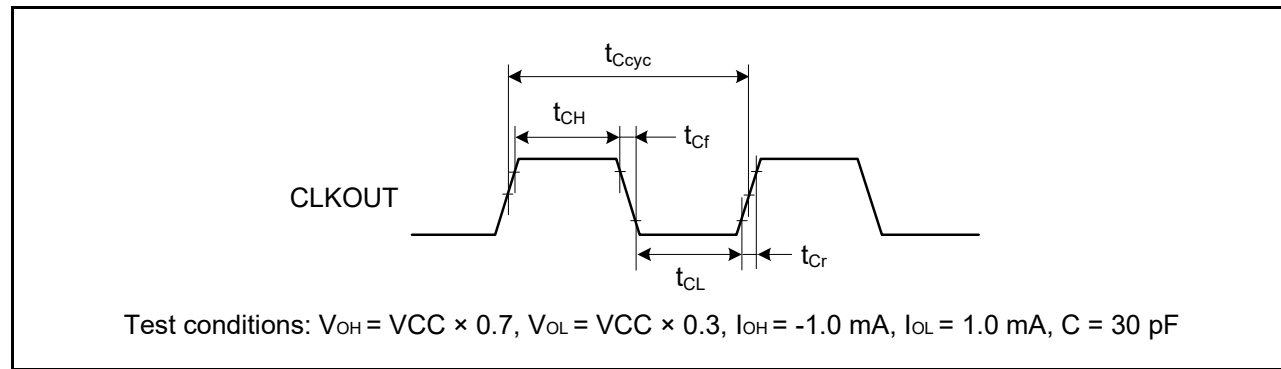 tCcyc
tCH
tCf
CLKOUT
tCL
tCr
Test conditions: VOH = VCC × 0.7, VOL = VCC × 0.3, IOH = -1.0 mA, IOL = 1.0 mA, C = 30 pF